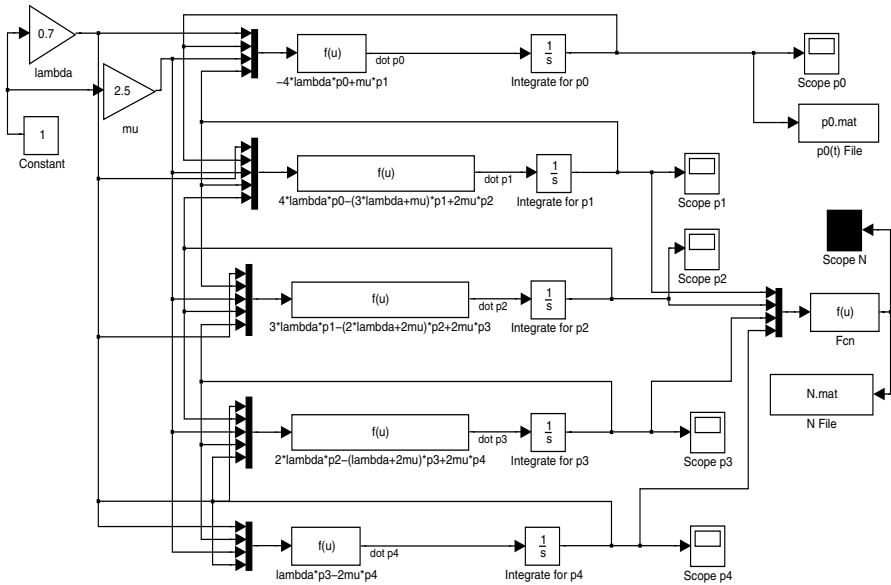 0.7
lambda
2.5
mu
1
Constant
f(u)
−4*lambda*p0+mu*p1
dot p0
1
s
Integrate for p0
Scope p0
p0.mat
p0(t) File
f(u)
4*lambda*p0−(3*lambda+mu)*p1+2mu*p2
dot p1
1
s
Integrate for p1
Scope p1
Scope p2
Scope N
f(u)
3*lambda*p1−(2*lambda+2mu)*p2+2mu*p3
dot p2
1
s
Integrate for p2
f(u)
Fcn
N.mat
N File
f(u)
2*lambda*p2−(lambda+2mu)*p3+2mu*p4
dot p3
1
s
Integrate for p3
Scope p3
f(u)
lambda*p3−2mu*p4
dot p4
1
s
Integrate for p4
Scope p4